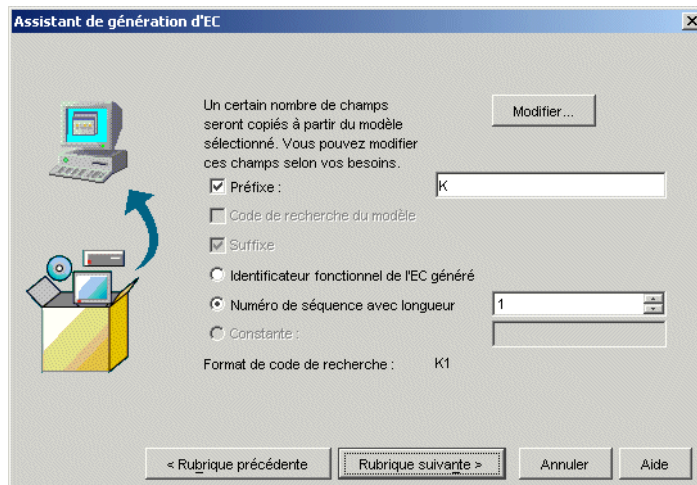 Assistant de génération d'EC
Un certain nombre de champs
seront copiés à partir du modèle
sélectionné. Vous pouvez modifier
ces champs selon vos besoins.
Modifier...
Préfixe :
K
Code de recherche du modèle
Suffixe
Identificateur fonctionnel de l'EC généré
Numéro de séquence avec longueur
1
Constante :
Format de code de recherche :
K1
< Rubrique précédente
Rubrique suivante >
Annuler
Aide